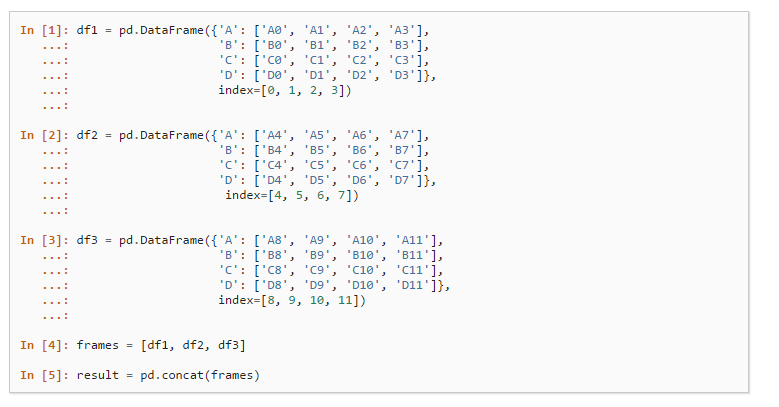 In [1]: df1 = pd.DataFrame({'A': ['A0', 'A1', 'A2', 'A3'],
   ...:                     'B': ['B0', 'B1', 'B2', 'B3'],
   ...:                     'C': ['C0', 'C1', 'C2', 'C3'],
   ...:                     'D': ['D0', 'D1', 'D2', 'D3']},
   ...:                     index=[0, 1, 2, 3])
   ...:
In [2]: df2 = pd.DataFrame({'A': ['A4', 'A5', 'A6', 'A7'],
   ...:                     'B': ['B4', 'B5', 'B6', 'B7'],
   ...:                     'C': ['C4', 'C5', 'C6', 'C7'],
   ...:                     'D': ['D4', 'D5', 'D6', 'D7']},
   ...:                      index=[4, 5, 6, 7])
   ...:
In [3]: df3 = pd.DataFrame({'A': ['A8', 'A9', 'A10', 'A11'],
   ...:                     'B': ['B8', 'B9', 'B10', 'B11'],
   ...:                     'C': ['C8', 'C9', 'C10', 'C11'],
   ...:                     'D': ['D8', 'D9', 'D10', 'D11']},
   ...:                     index=[8, 9, 10, 11])
   ...:
In [4]: frames = [df1, df2, df3]
In [5]: result = pd.concat(frames)